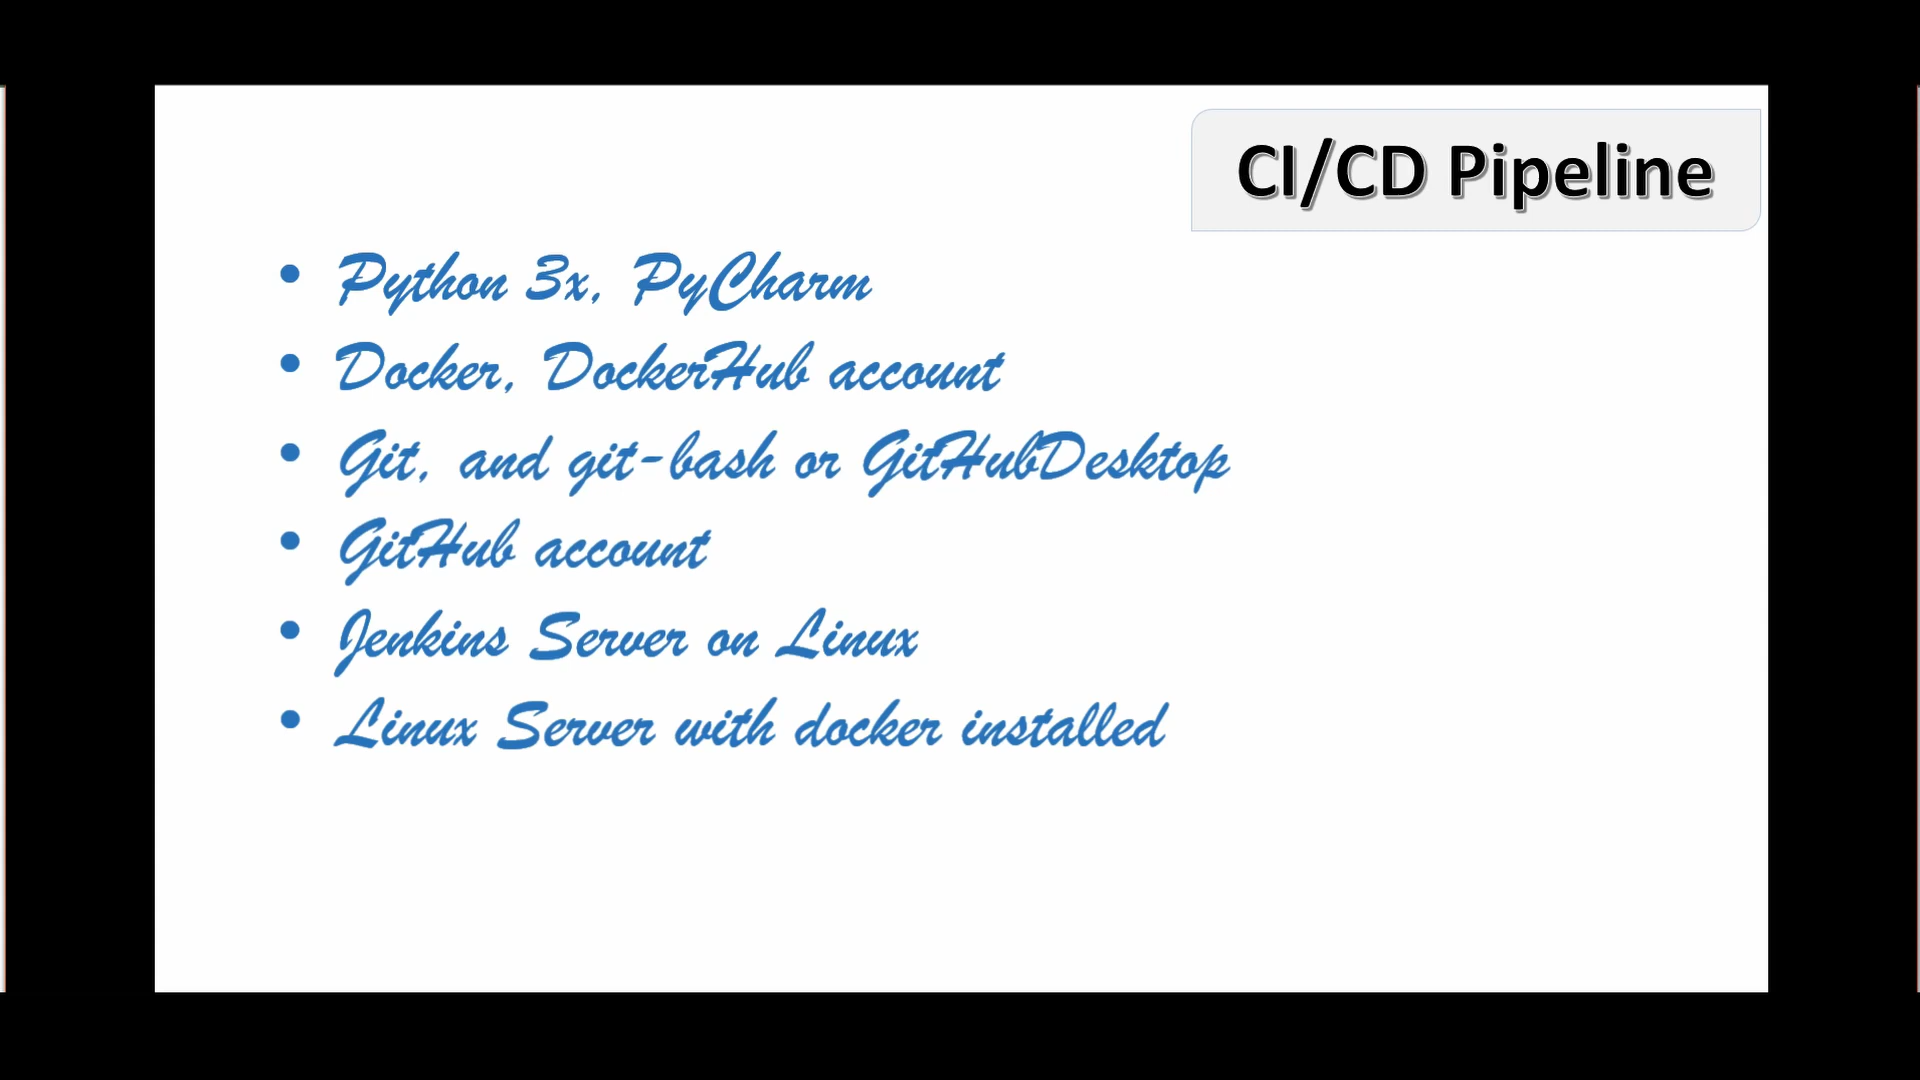 CI/CD Pipeline
• Python 3x, PyCharm
• Docker, DockerHub account
• Git, and git-bash or GitHubDesktop
• GitHub account
• Jenkins Server on Linux
• Linux Server with docker installed